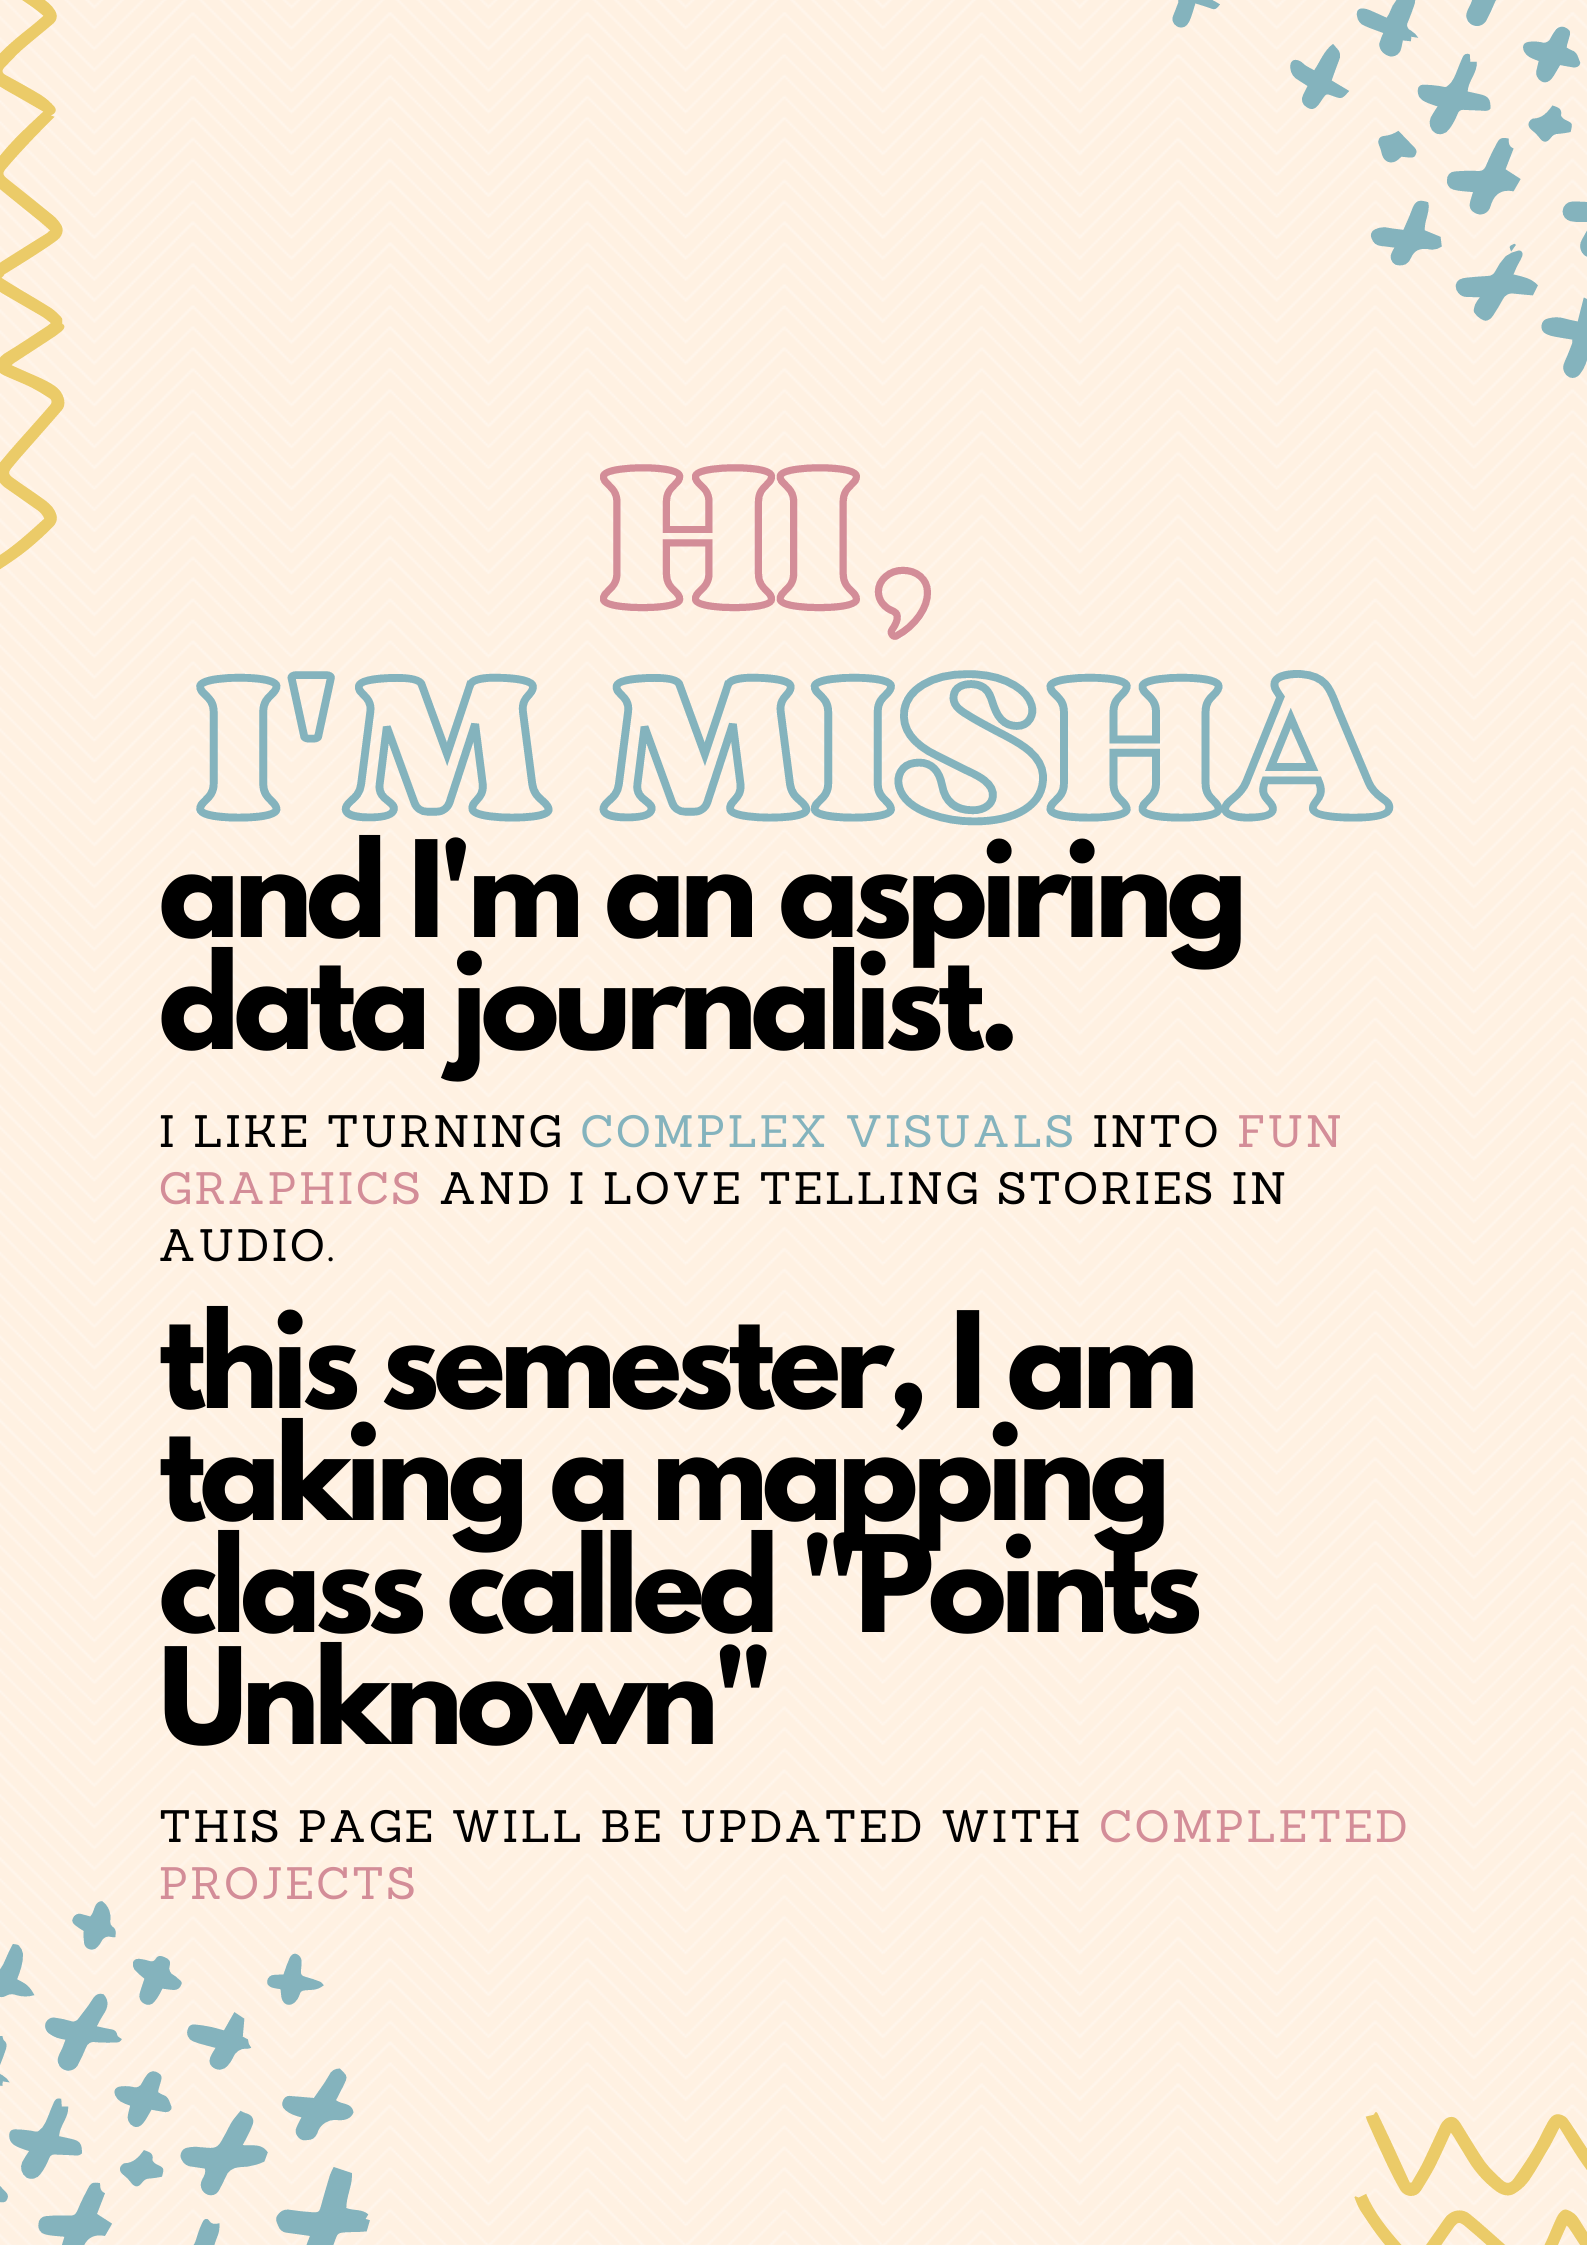 HI,
I'M MISHA
and I'm an aspiring
data journalist.
I LIKE TURNING COMPLEX VISUALS INTO FUN
GRAPHICS AND I LOVE TELLING STORIES IN
AUDIO.
this semester, I am
taking a mapping
class called "Points
Unknown"
THIS PAGE WILL BE UPDATED WITH COMPLETED
PROJECTS